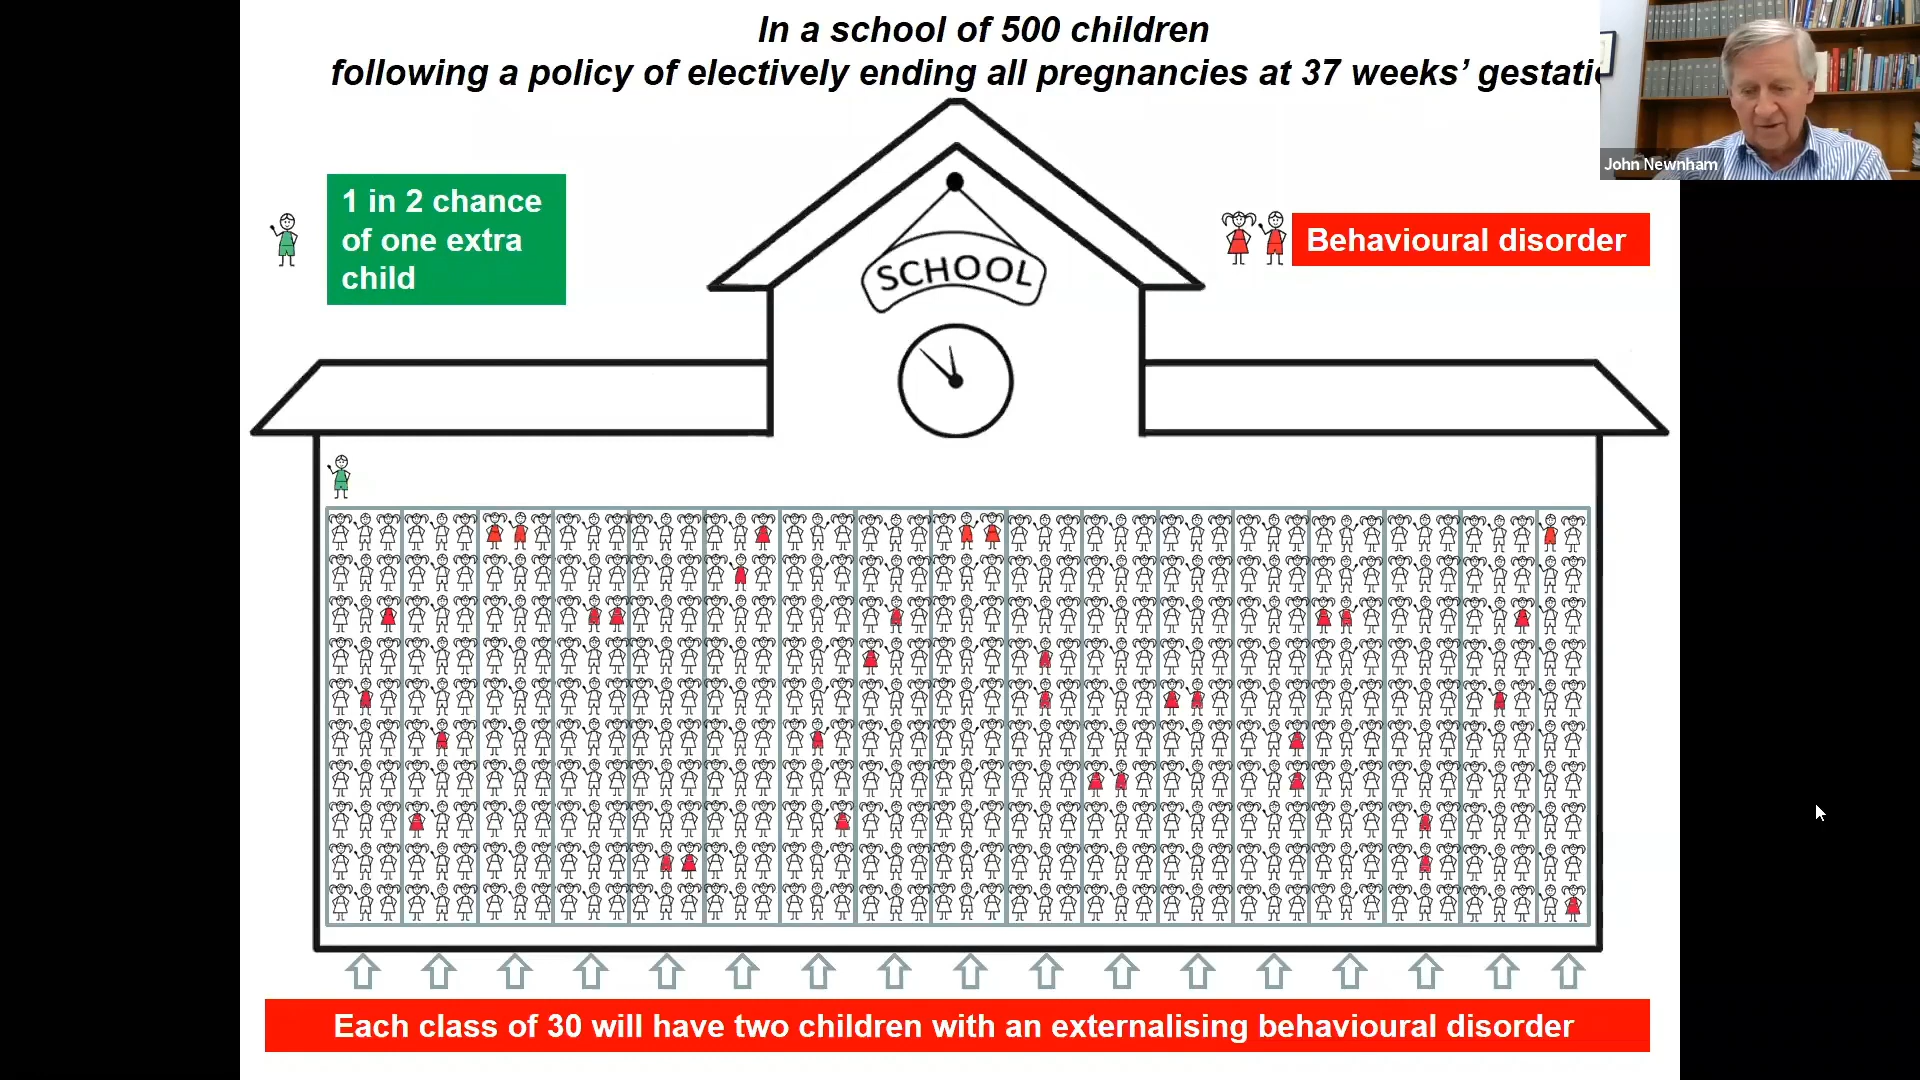 In a school of 500 children
following a policy of electively ending all pregnancies at 37 weeks’
John Newnham
1 in 2 chance
of one extra
child
Behavioural disorder
SCHOOL
Each class of 30 will have two children with an externalising behavioural disorder